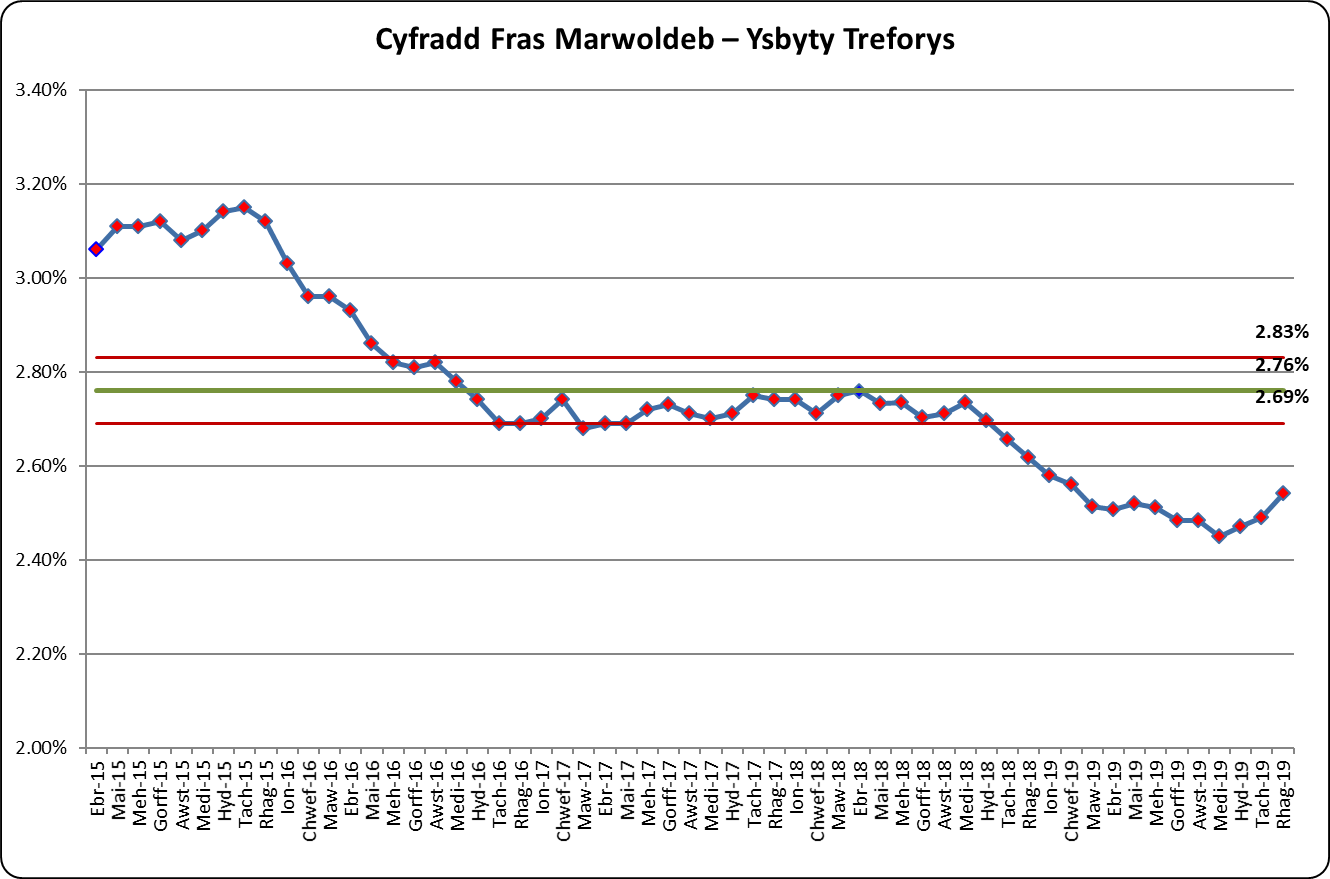 Cyfradd Fras Marwoldeb – Ysbyty Treforys
3.40%
3.20%
3.00%
2.80%
2.60%
2.40%
2.20%
2.00%
2.83%
2.76%
2.69%
Ebr-15
Mai-15
Meh-15
Gorff-15
Awst-15
Medi-15
Hyd-15
Tach-15
Rhag-15
Ion-16
Chwef-16
Maw-16
Ebr-16
Mai-16
Meh-16
Gorff-16
Awst-16
Medi-16
Hyd-16
Tach-16
Rhag-16
Ion-17
Chwef-17
Maw-17
Ebr-17
Mai-17
Meh-17
Gorff-17
Awst-17
Medi-17
Hyd-17
Tach-17
Rhag-17
Ion-18
Chwef-18
Maw-18
Ebr-18
Mai-18
Meh-18
Gorff-18
Awst-18
Medi-18
Hyd-18
Tach-18
Rhag-18
Ion-19
Chwef-19
Maw-19
Ebr-19
Mai-19
Meh-19
Gorff-19
Awst-19
Medi-19
Hyd-19
Tach-19
Rhag-19